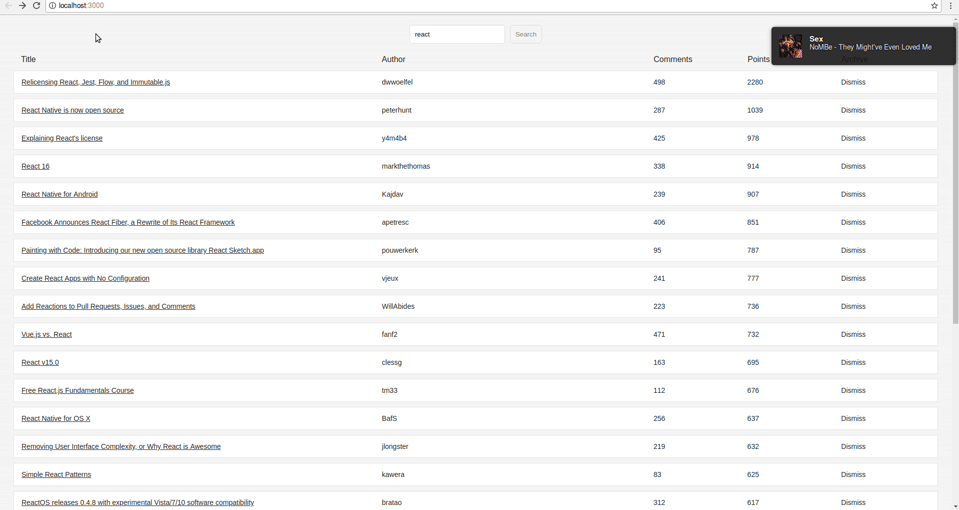 localhost:3000
react Search
Sex
NoMBe - They Might've Even Loved Me
Title Author Comments Points
Relicensing React, Jest, Flow, and Immutable.js dwwoelfel 498 2280 Dismiss
React Native is now open source peterhunt 287 1039 Dismiss
Explaining React's license y4m4b4 425 978 Dismiss
React 16 markthethomas 338 914 Dismiss
React Native for Android Kajdav 239 907 Dismiss
Facebook Announces React Fiber, a Rewrite of Its React Framework apetresc 406 851 Dismiss
Painting with Code: Introducing our new open source library React Sketch.app pouwerkerk 95 787 Dismiss
Create React Apps with No Configuration vjeux 241 777 Dismiss
Add Reactions to Pull Requests, Issues, and Comments WillAbides 223 736 Dismiss
Vue.js vs. React fanf2 471 732 Dismiss
React v15.0 clessg 163 695 Dismiss
Free React.js Fundamentals Course tm33 112 676 Dismiss
React Native for OS X BafS 256 637 Dismiss
Removing User Interface Complexity, or Why React is Awesome jlongster 219 632 Dismiss
Simple React Patterns kawera 83 625 Dismiss
ReactOS releases 0.4.8 with experimental Vista/7/10 software compatibility bratao 312 617 Dismiss